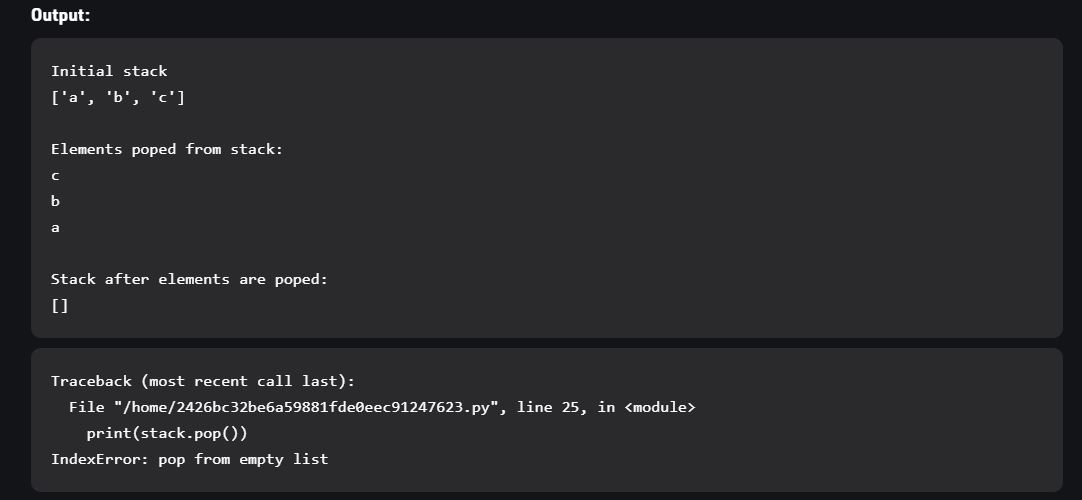 Output:
Initial stack
['a', 'b', 'c']
Elements poped from stack:
c
b
a
Stack after elements are poped:
[]
Traceback (most recent call last):
  File "/home/2426bc32be6a59881fde0eec91247623.py", line 25, in <module>
    print(stack.pop())
IndexError: pop from empty list